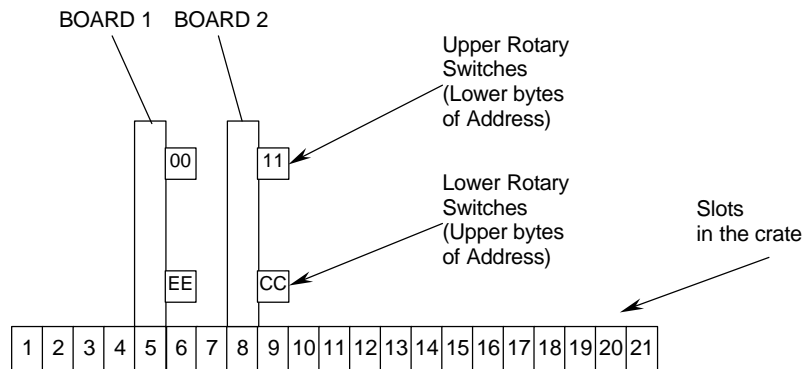 BOARD 1 BOARD 2
Upper Rotary
Switches
(Lower bytes
of Address)
00 11
Lower Rotary
Switches
(Upper bytes
of Address)
Slots
in the crate
EE CC
1 2 3 4 5 6 7 8 9 10 11 12 13 14 15 16 17 18 19 20 21